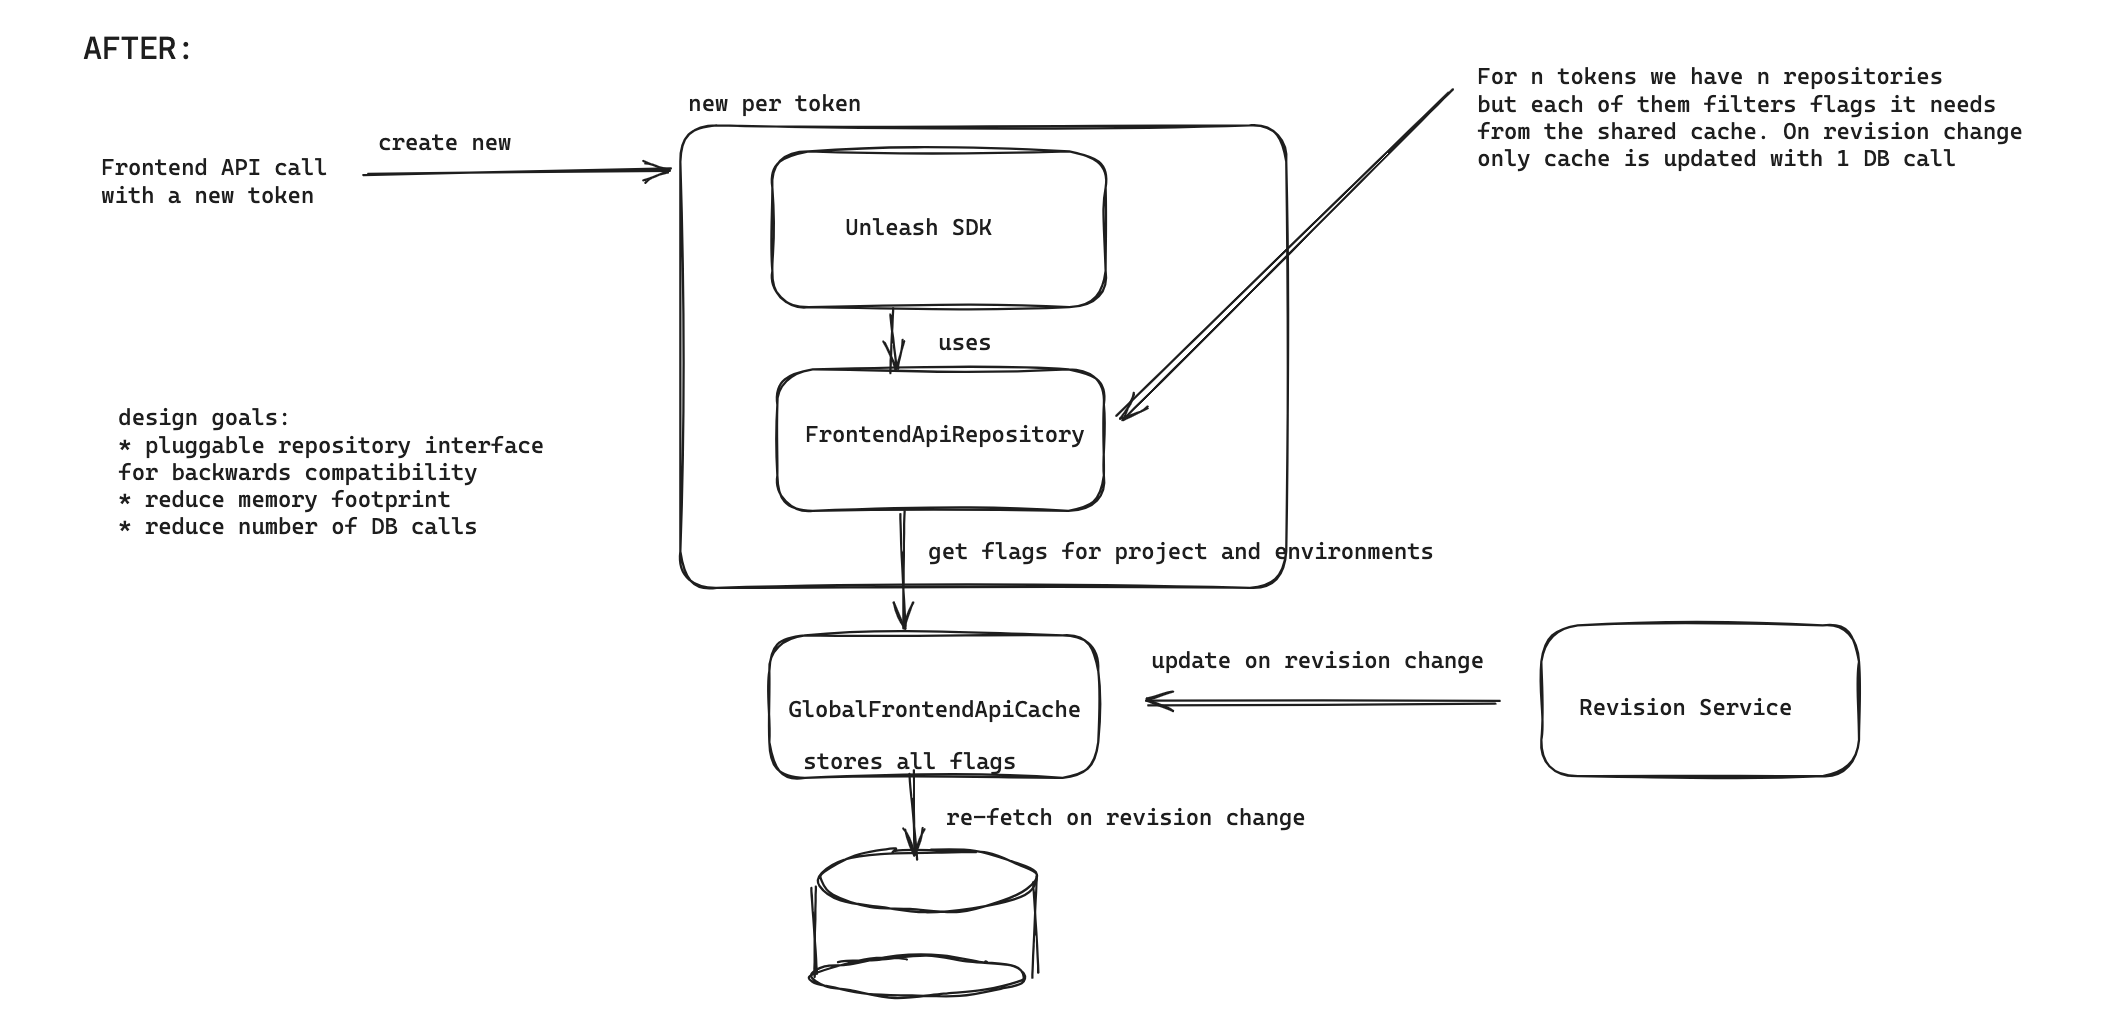 AFTER:
new per token
create new
Frontend API call
with a new token
For n tokens we have n repositories
but each of them filters flags it needs
from the shared cache. On revision change
only cache is updated with 1 DB call
Unleash SDK
uses
FrontendApiRepository
design goals:
* pluggable repository interface
for backwards compatibility
* reduce memory footprint
* reduce number of DB calls
get flags for project and environments
update on revision change
GlobalFrontendApiCache
stores all flags
Revision Service
re-fetch on revision change